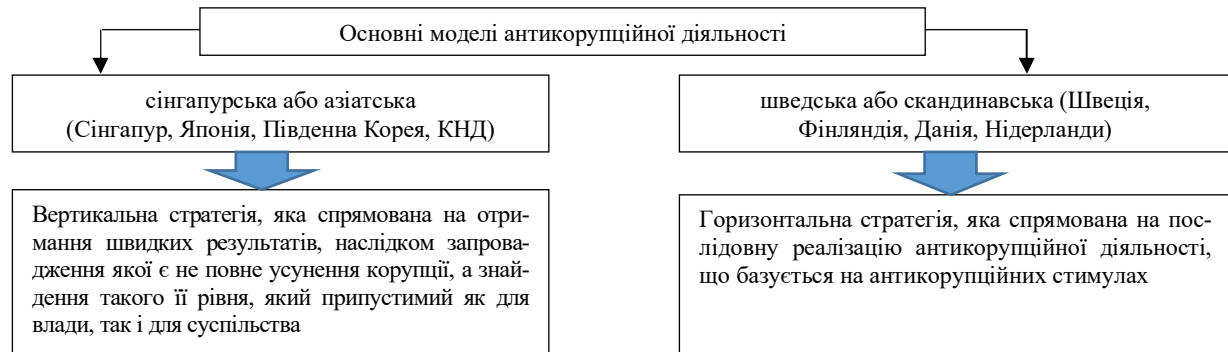 Основні моделі антикорупційної діяльності
сінгапурська або азіатська
(Сінгапур, Японія, Південна Корея, КНД)
шведська або скандинавська (Швеція,
Фінляндія, Данія, Нідерланди)
Вертикальна стратегія, яка спрямована на отри-
мання швидких результатів, наслідком запрова-
дження якої є не повне усунення корупції, а знай-
дення такого її рівня, який припустимий як для
влади, так і для суспільства
Горизонтальна стратегія, яка спрямована на пос-
лідовну реалізацію антикорупційної діяльності,
що базується на антикорупційних стимулах